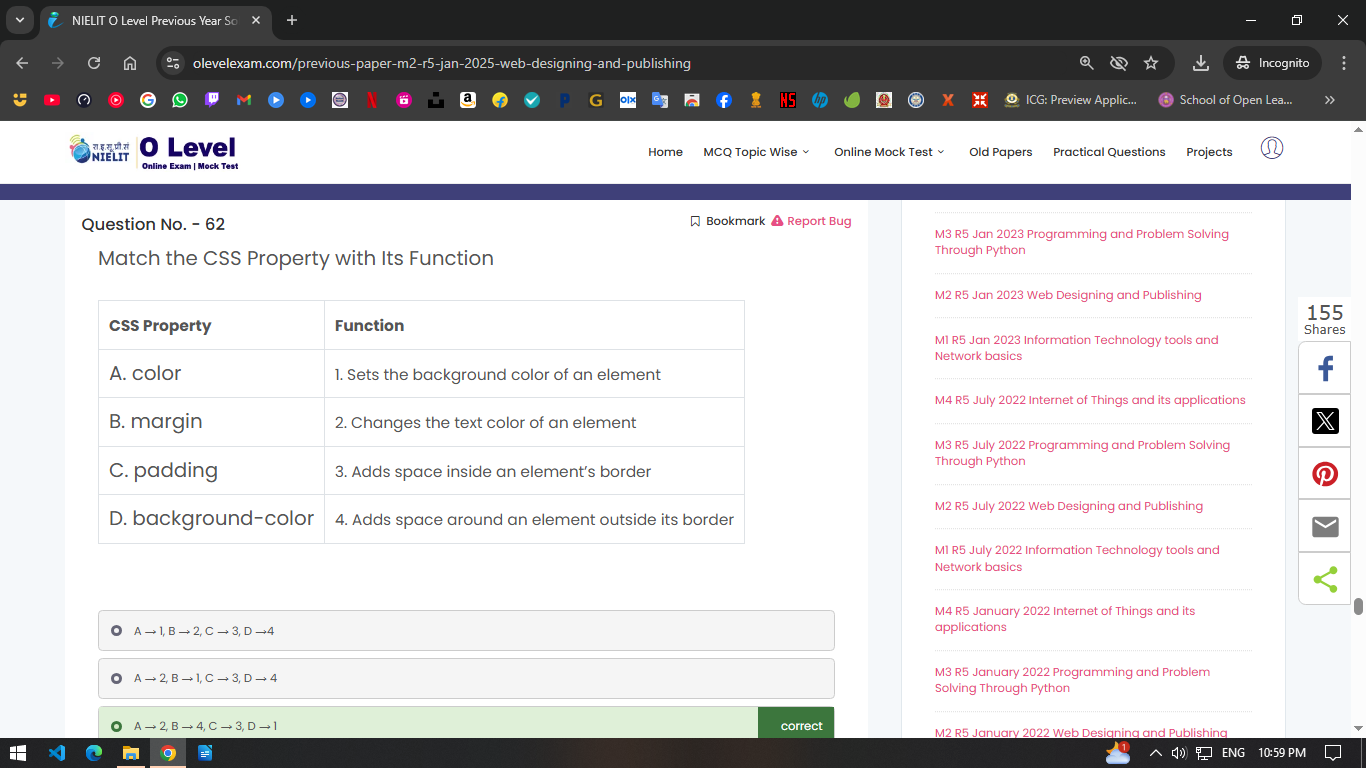 NIELIT O Level Previous Year So
olevelexam.com/previous-paper-m2-r5-jan-2025-web-designing-and-publishing
Incognito
ICG: Preview Applic...
School of Open Lea...
रा.इ.सू.प्रौ.सं
NIELIT
O Level
Online Exam | Mock Test
Home
MCQ Topic Wise
Online Mock Test
Old Papers
Practical Questions
Projects
Question No. - 62
Bookmark
Report Bug
Match the CSS Property with Its Function
CSS Property
Function
A. color
1. Sets the background color of an element
B. margin
2. Changes the text color of an element
C. padding
3. Adds space inside an element’s border
D. background-color
4. Adds space around an element outside its border
A → 1, B → 2, C → 3, D →4
A → 2, B → 1, C → 3, D → 4
A → 2, B → 4, C → 3, D → 1
correct
M3 R5 Jan 2023 Programming and Problem Solving
Through Python
M2 R5 Jan 2023 Web Designing and Publishing
M1 R5 Jan 2023 Information Technology tools and
Network basics
M4 R5 July 2022 Internet of Things and its applications
M3 R5 July 2022 Programming and Problem Solving
Through Python
M2 R5 July 2022 Web Designing and Publishing
M1 R5 July 2022 Information Technology tools and
Network basics
M4 R5 January 2022 Internet of Things and its
applications
M3 R5 January 2022 Programming and Problem
Solving Through Python
M2 R5 January 2022 Web Designing and Publishing
155
Shares
1
ENG
10:59 PM